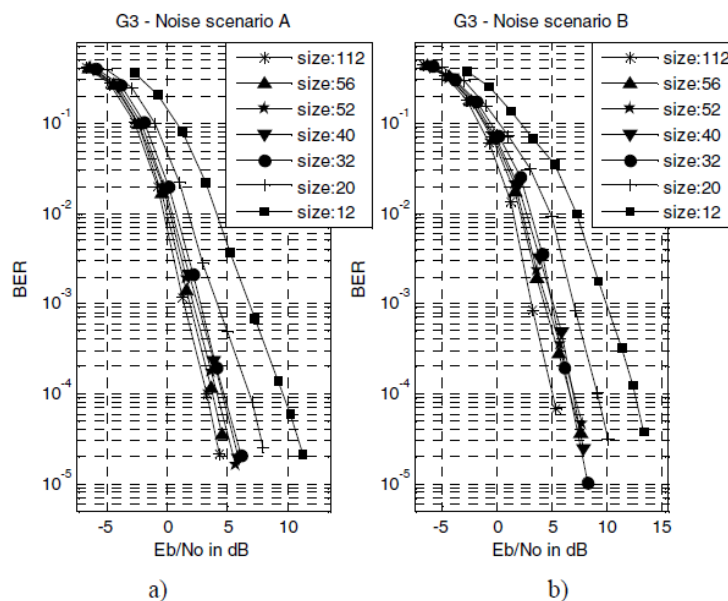 G3 - Noise scenario A
size:112
size:56
size:52
size:40
size:32
size:20
size:12
BER
10^-1
10^-2
10^-3
10^-4
10^-5
-5 0 5 10
Eb/No in dB
a)
G3 - Noise scenario B
size:112
size:56
size:52
size:40
size:32
size:20
size:12
BER
10^-1
10^-2
10^-3
10^-4
10^-5
-5 0 5 10 15
Eb/No in dB
b)